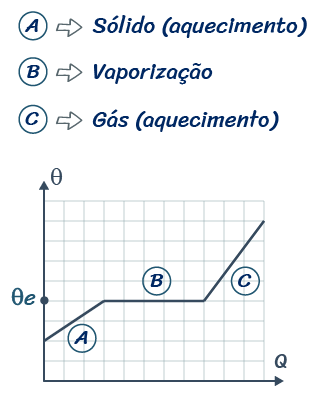 A Sólido (aquecimento)
B Vaporização
C Gás (aquecimento)
θ
B
C
θe
A
Q